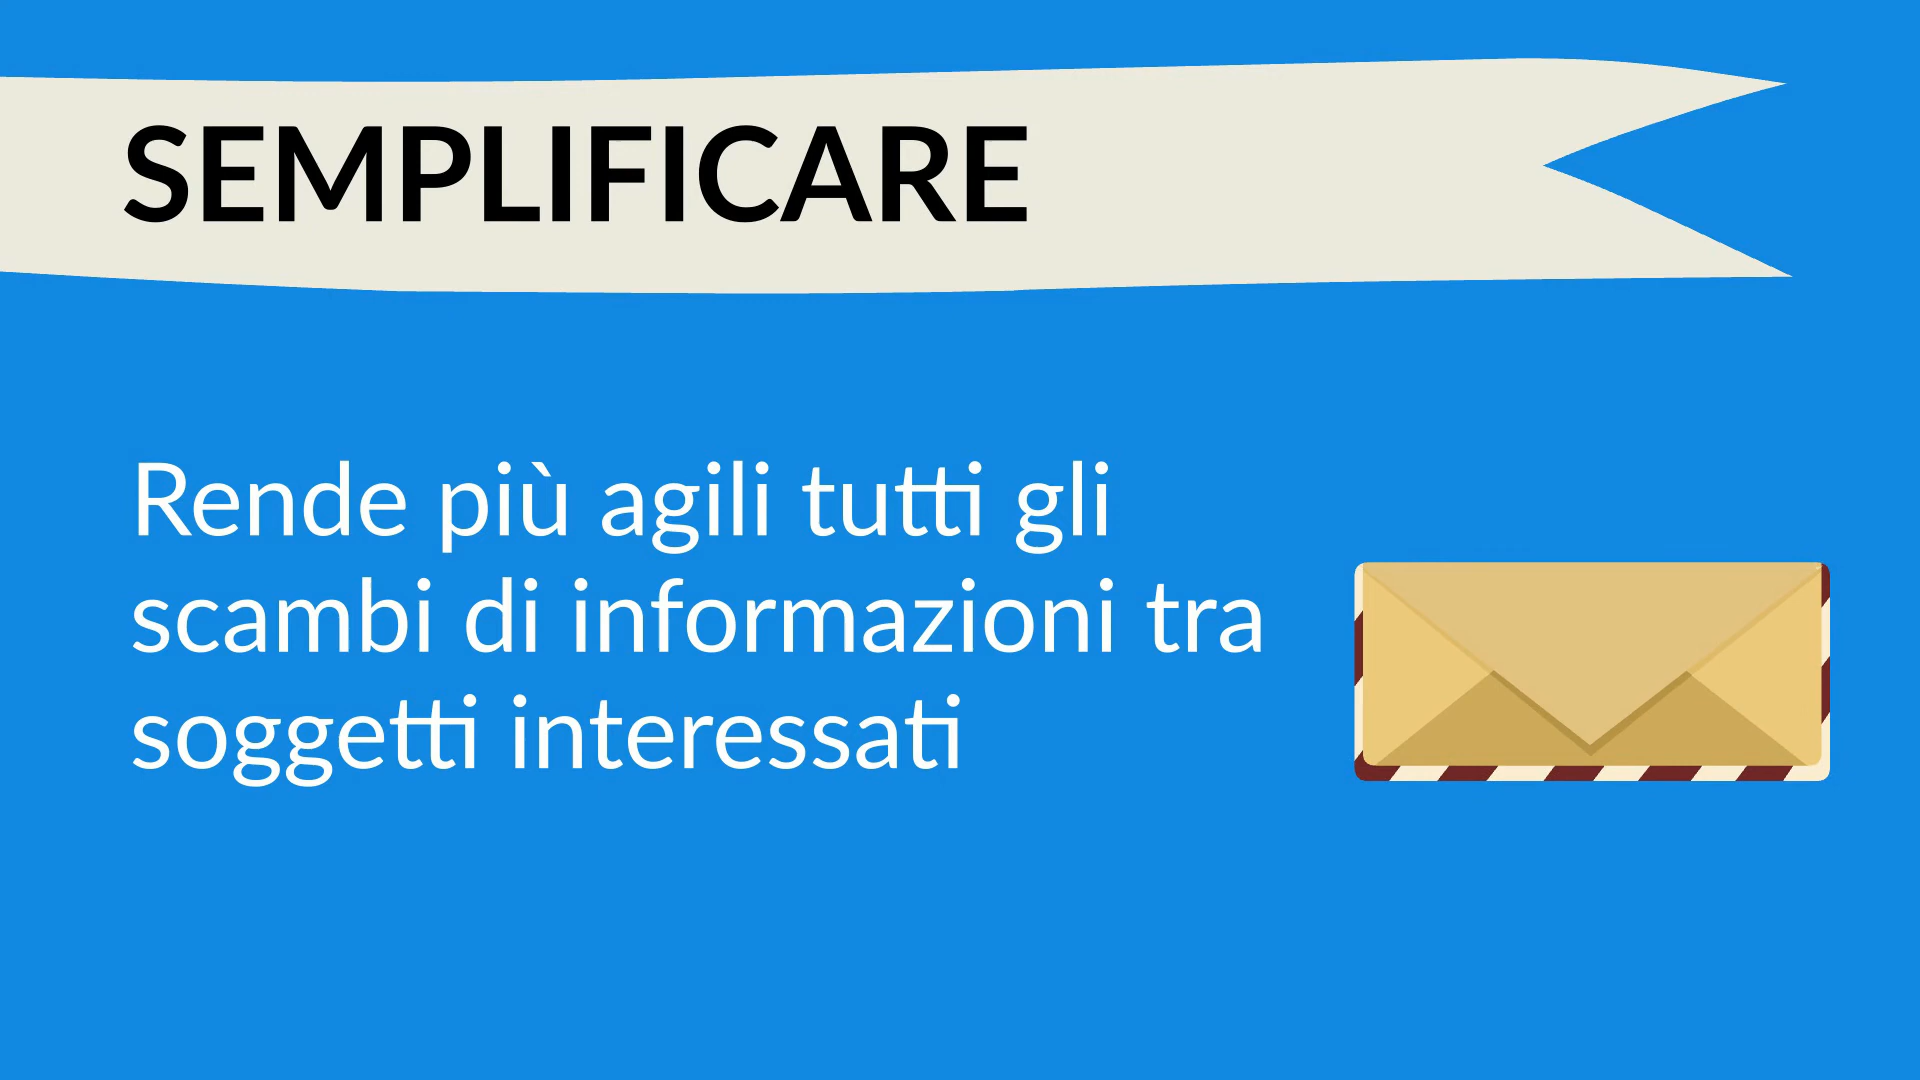 SEMPLIFICARE
Rende più agili tutti gli
scambi di informazioni tra
soggetti interessati